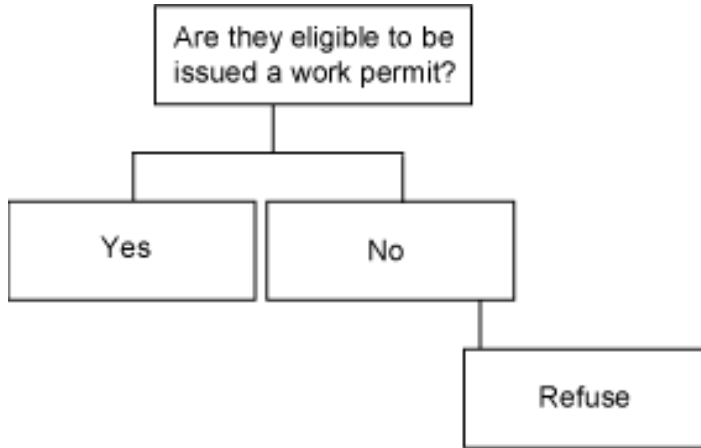 Are they eligible to be
issued a work permit?
Yes
No
Refuse